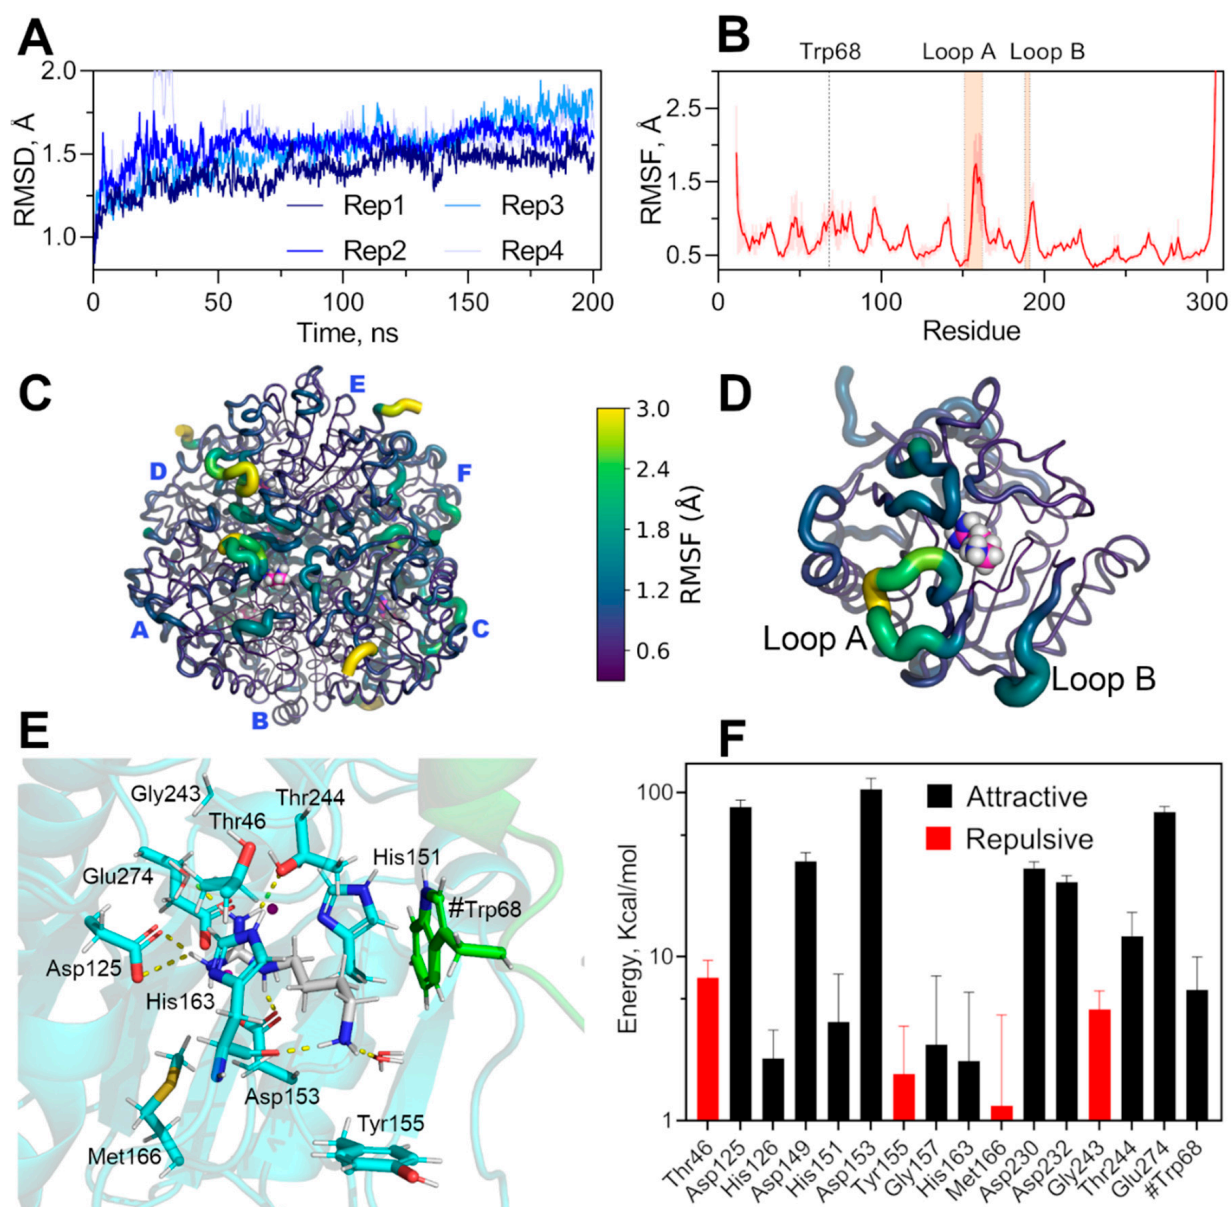 A
2.0
1.5
1.0
RMSD, Å
Rep1
Rep3
Rep2
Rep4
0
50
100
150
200
Time, ns
B
Trp68
Loop A
Loop B
2.5
1.5
0.5
RMSF, Å
0
100
200
300
Residue
C
E
D
F
A
C
B
3.0
2.4
1.8
1.2
0.6
RMSF (Å)
D
Loop A
Loop B
E
Gly243
Thr244
Thr46
His151
Glu274
#Trp68
Asp125
His163
Asp153
Met166
Tyr155
F
100
10
1
Energy, Kcal/mol
Attractive
Repulsive
Thr46
Asp125
His126
Asp149
His151
Asp153
Tyr155
Gly157
His163
Met166
Asp230
Asp232
Gly243
Thr244
Glu274
#Trp68